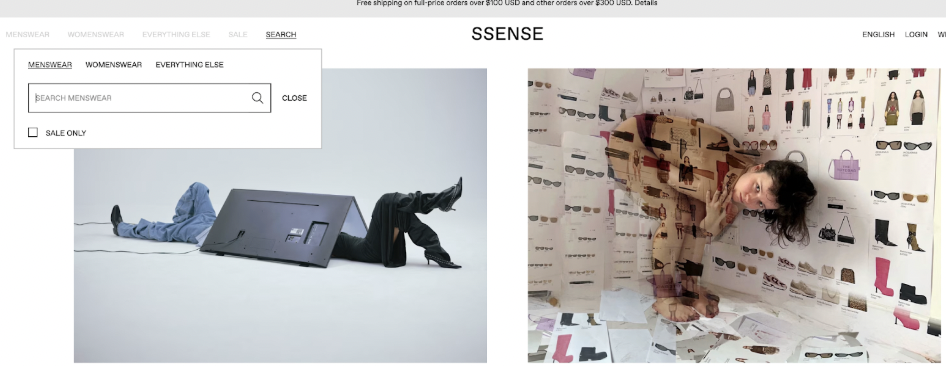 Free shipping on full-price orders over $100 USD and other orders over $300 USD. Details
MENSWEAR WOMENSWEAR EVERYTHING ELSE SALE SEARCH
SSENSE
ENGLISH LOGIN WI
MENSWEAR WOMENSWEAR EVERYTHING ELSE
SEARCH MENSWEAR
CLOSE
SALE ONLY